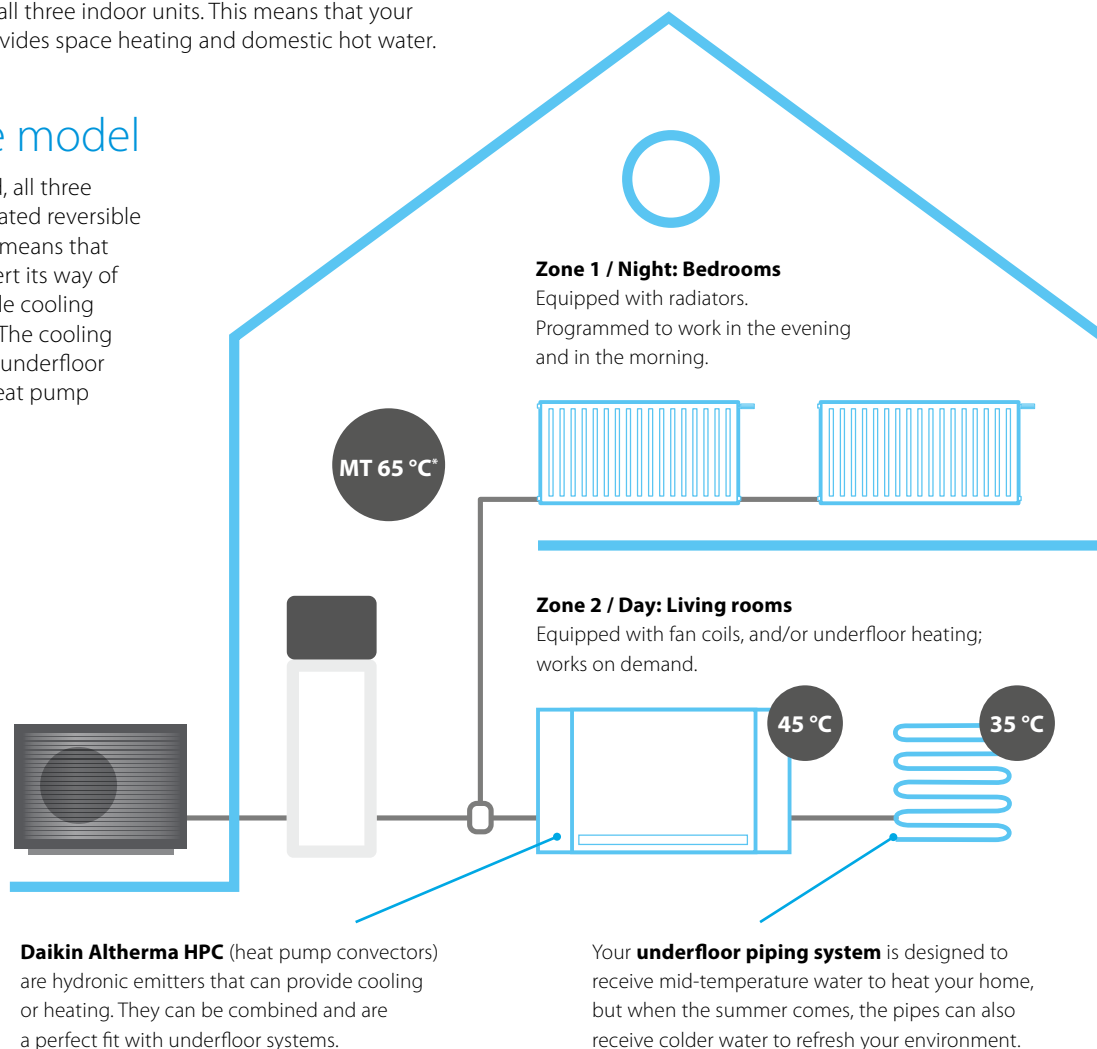 all three indoor units. This means that your
vides space heating and domestic hot water.
model
, all three
ated reversible
means that
ert its way of
le cooling
The cooling
underfloor
eat pump
Zone 1 / Night: Bedrooms
Equipped with radiators.
Programmed to work in the evening
and in the morning.
MT 65 °C*
Zone 2 / Day: Living rooms
Equipped with fan coils, and/or underfloor heating;
works on demand.
45 °C
35 °C
Daikin Altherma HPC (heat pump convectors)
are hydronic emitters that can provide cooling
or heating. They can be combined and are
a perfect fit with underfloor systems.
Your underfloor piping system is designed to
receive mid-temperature water to heat your home,
but when the summer comes, the pipes can also
receive colder water to refresh your environment.